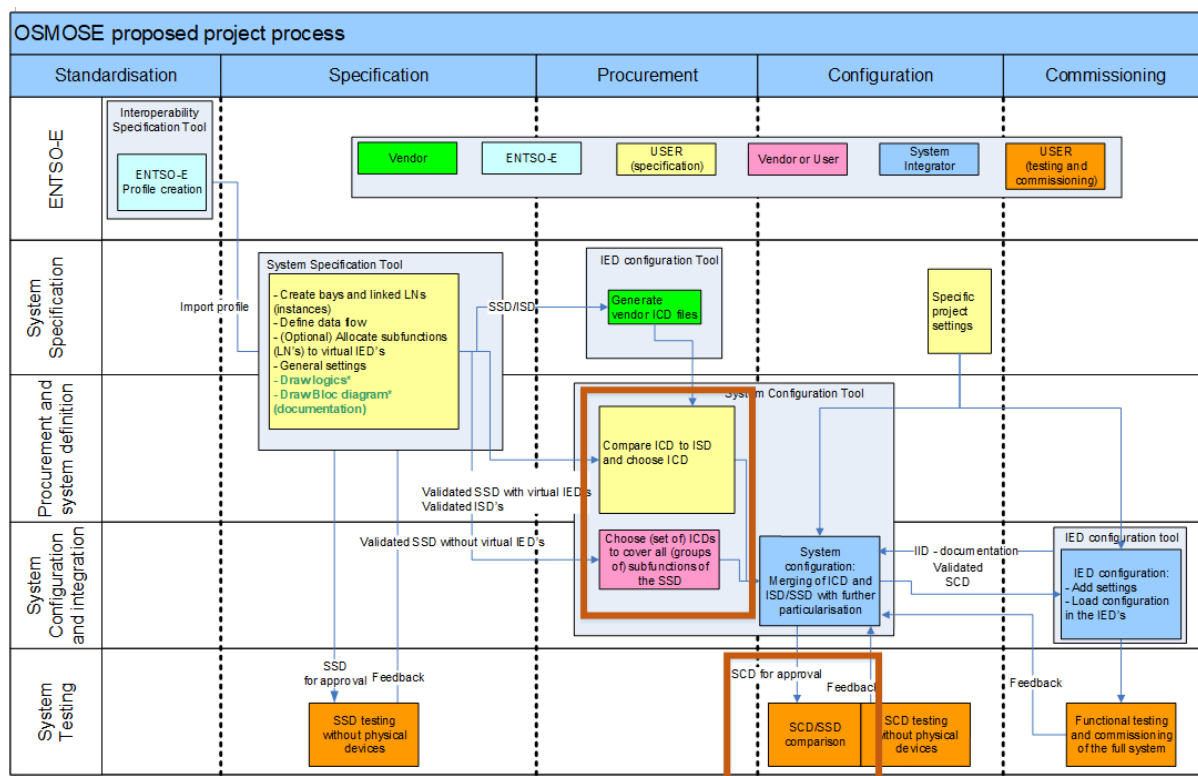 OSMOSE proposed project process
Standardisation
Specification
Procurement
Configuration
Commissioning
ENTSO-E
Interoperability
Specification Tool
ENTSO-E
Profile creation
Vendor
ENTSO-E
USER
(specification)
Vendor or User
System
Integrator
USER
(testing and
commissioning)
System
Specification
Import profile
System Specification Tool
- Create bays and linked LNs
(instances)
- Define data flow
- (Optional) Allocate subfunctions
(LN's) to virtual IED's
- General settings
- Draw logics*
- Draw Bloc diagram*
(documentation)
SSD/ISD
IED configuration Tool
Generate
vendor ICD files
Specific
project
settings
Procurement and
system definition
System Configuration Tool
Compare ICD to ISD
and choose ICD
Validated SSD with virtual IED's
Validated ISD's
System
Configuration
and integration
Validated SSD without virtual IED's
Choose (set of) ICDs
to cover all (groups
of) subfunctions of
the SSD
System
configuration:
Merging of ICD and
ISD/SSD with further
particularisation
IID - documentation
Validated
SCD
IED configuration tool
IED configuration:
- Add settings
- Load configuration
in the IED's
System
Testing
SSD
for approval
Feedback
SSD testing
without physical
devices
SCD for approval
Feedback
SCD/SSD
comparison
SCD testing
without physical
devices
Feedback
Functional testing
and commissioning
of the full system